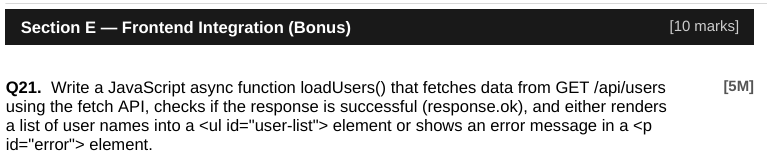 Section E — Frontend Integration (Bonus) [10 marks]
Q21. Write a JavaScript async function loadUsers() that fetches data from GET /api/users [5M]
using the fetch API, checks if the response is successful (response.ok), and either renders
a list of user names into a <ul id="user-list"> element or shows an error message in a <p
id="error"> element.